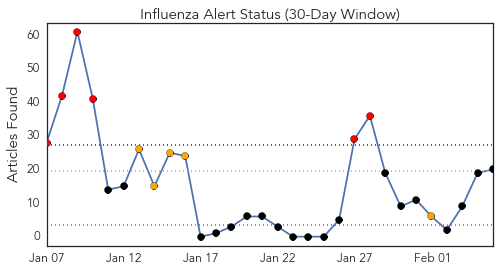 Influenza Alert Status (30-Day Window)
Articles Found
60
50
40
30
20
10
0
Jan 07
Jan 12
Jan 17
Jan 22
Jan 27
Feb 01